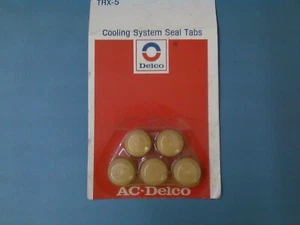 TRX-5
Cooling System Seal Tabs
Delco
®
AC-Delco